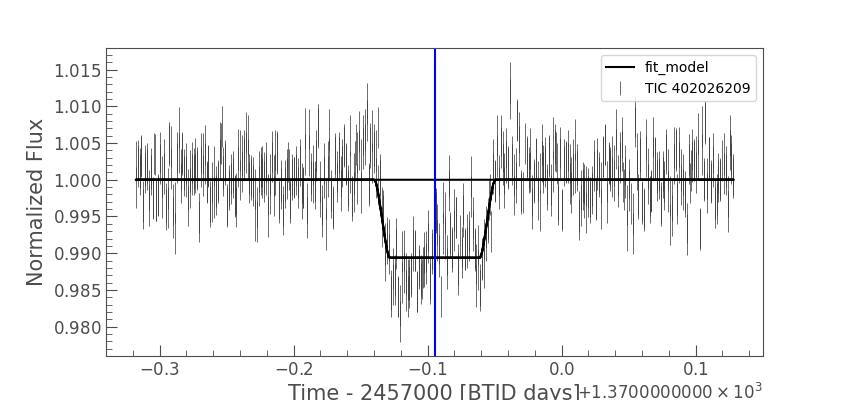 Normalized Flux
1.015
1.010
1.005
1.000
0.995
0.990
0.985
0.980
fit_model
TIC 402026209
−0.3
−0.2
−0.1
0.0
0.1
Time - 2457000 [BTJD days]
+1.3700000000 × 10³